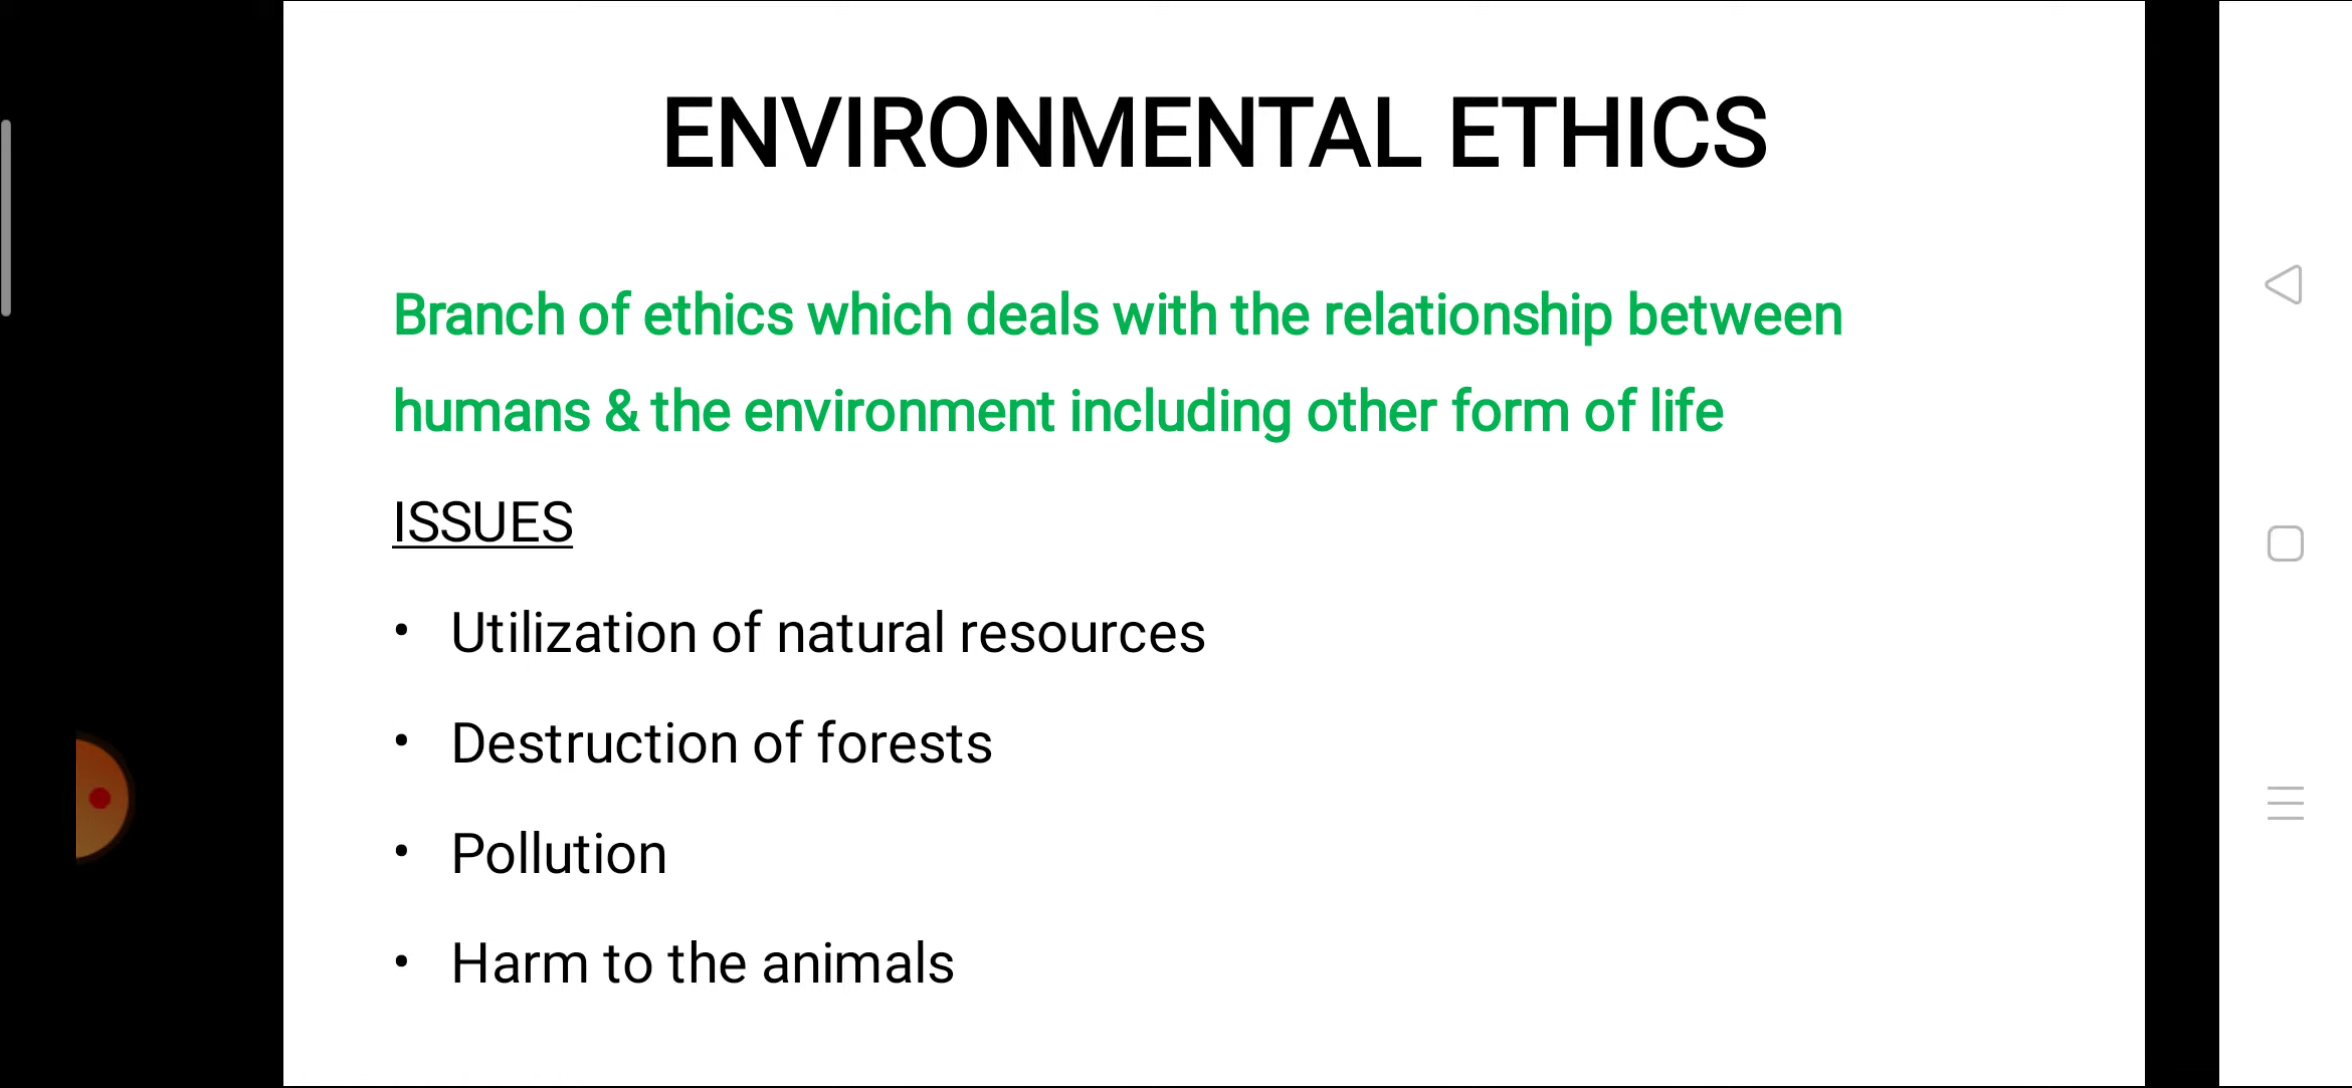 ENVIRONMENTAL ETHICS
Branch of ethics which deals with the relationship between
humans & the environment including other form of life
ISSUES
• Utilization of natural resources
• Destruction of forests
• Pollution
• Harm to the animals